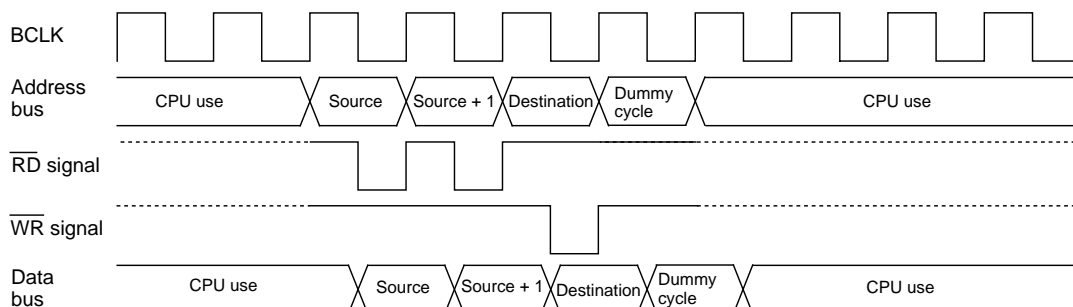 BCLK
Address
bus
CPU use
Source
Source + 1
Destination
Dummy
cycle
CPU use
RD signal
WR signal
Data
bus
CPU use
Source
Source + 1
Destination
Dummy
cycle
CPU use